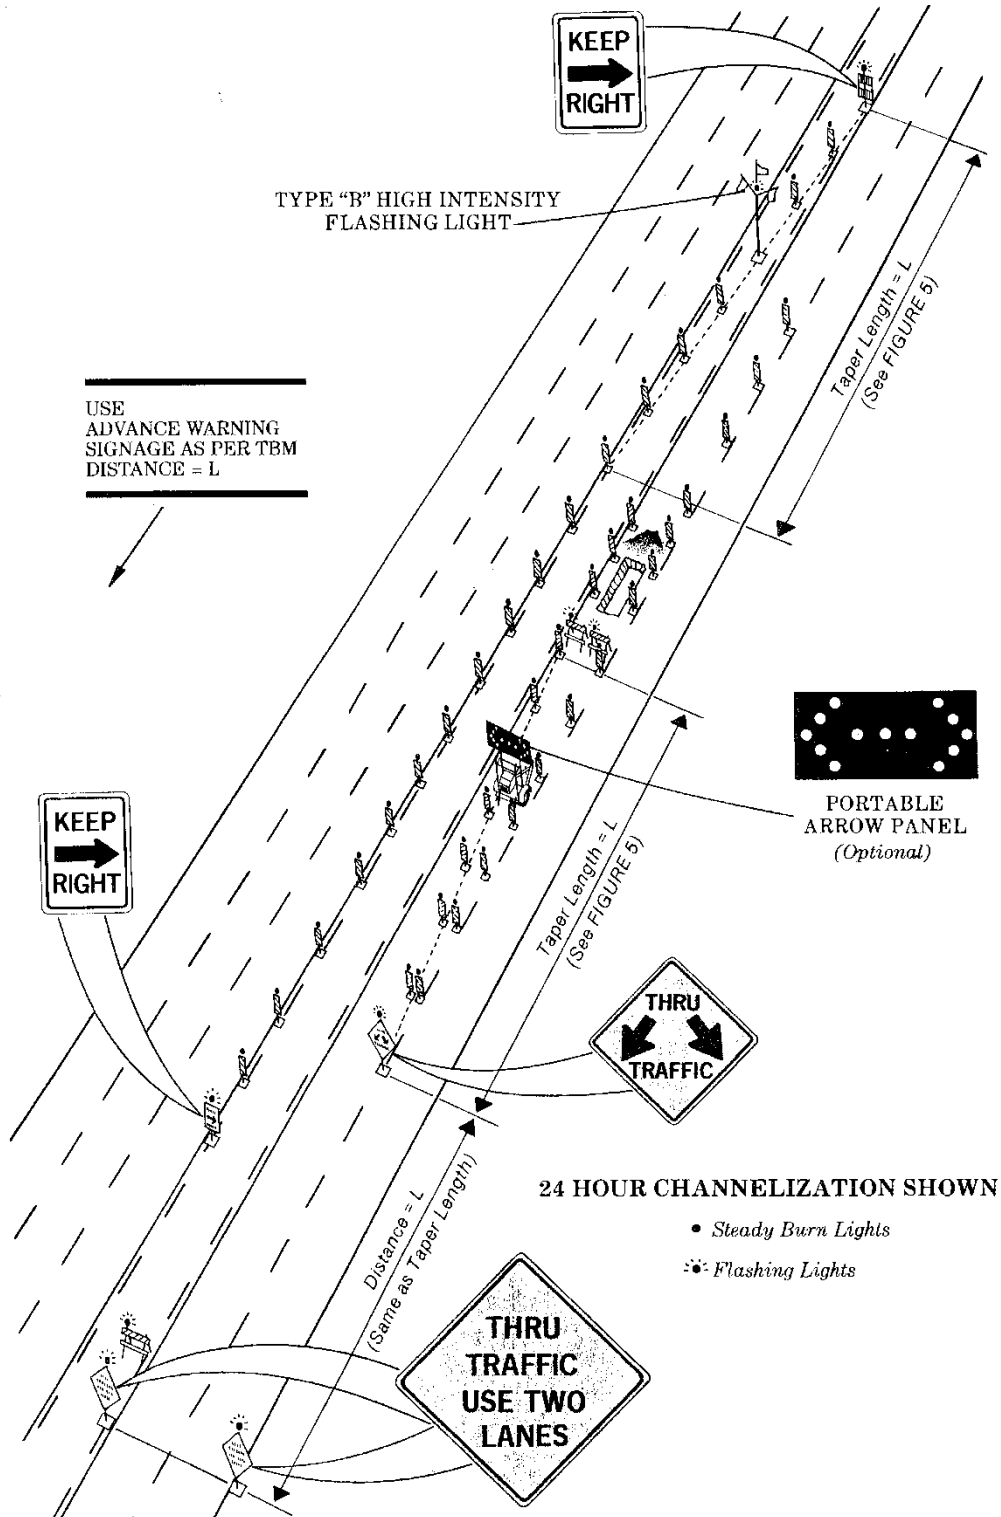 KEEP
RIGHT
TYPE “B” HIGH INTENSITY
FLASHING LIGHT
Taper Length = L
(See FIGURE 5)
USE
ADVANCE WARNING
SIGNAGE AS PER TBM
DISTANCE = L
PORTABLE
ARROW PANEL
(Optional)
KEEP
RIGHT
Taper Length = L
(See FIGURE 5)
THRU
TRAFFIC
24 HOUR CHANNELIZATION SHOWN
Steady Burn Lights
Flashing Lights
Distance = L
(Same as Taper Length)
THRU
TRAFFIC
USE TWO
LANES